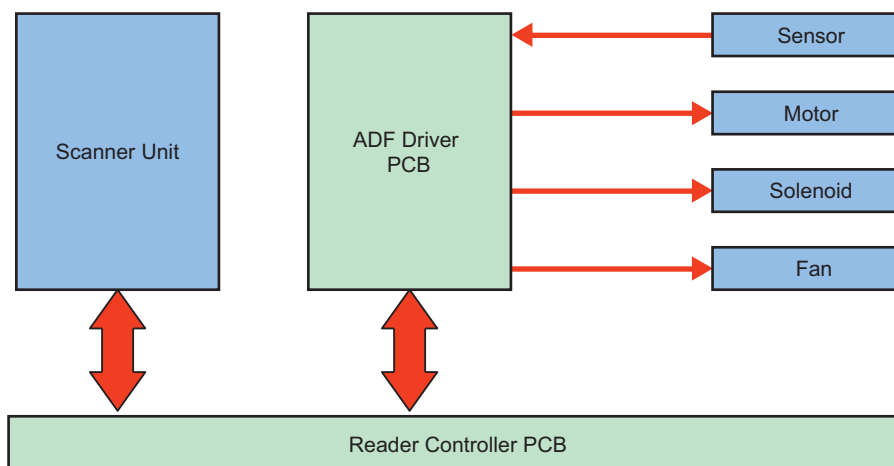 Scanner Unit
ADF Driver
PCB
Sensor
Motor
Solenoid
Fan
Reader Controller PCB